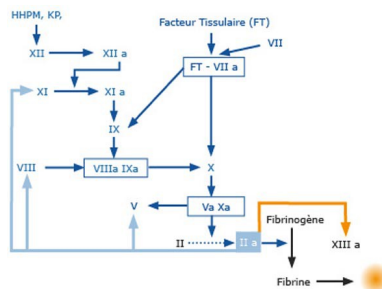 HHPM, KP,
Facteur Tissulaire (FT)
XII
XII a
VII
FT - VII a
XI
XI a
IX
VIII
VIIIa IXa
X
V
Va Xa
II
II a
Fibrinogène
XIII a
Fibrine